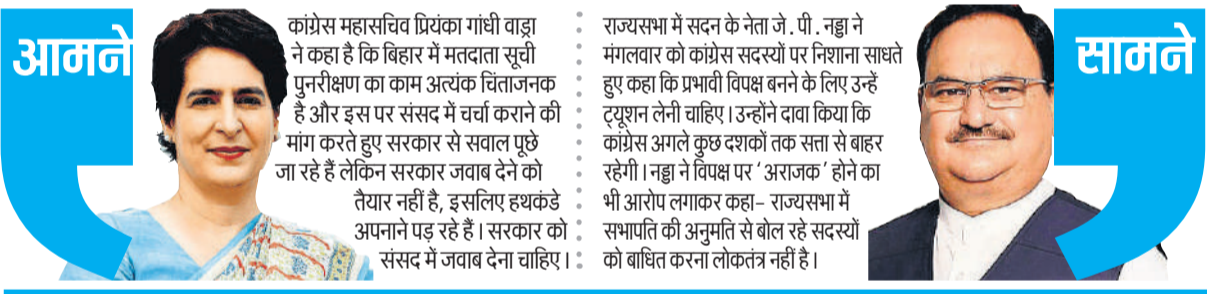 आमने
कांग्रेस महासचिव प्रियंका गांधी वाड्रा
ने कहा है कि बिहार में मतदाता सूची
पुनरीक्षण का काम अत्यंक चिंताजनक
है और इस पर संसद में चर्चा कराने की
मांग करते हुए सरकार से सवाल पूछे
जा रहे हैं लेकिन सरकार जवाब देने को
तैयार नहीं है, इसलिए हथकंडे
अपनाने पड़ रहे हैं। सरकार को
संसद में जवाब देना चाहिए।
राज्यसभा में सदन के नेता जे.पी. नड्डा ने
मंगलवार को कांग्रेस सदस्यों पर निशाना साधते
हुए कहा कि प्रभावी विपक्ष बनने के लिए उन्हें
ट्यूशन लेनी चाहिए। उन्होंने दावा किया कि
कांग्रेस अगले कुछ दशकों तक सत्ता से बाहर
रहेगी। नड्डा ने विपक्ष पर ‘अराजक’ होने का
भी आरोप लगाकर कहा– राज्यसभा में
सभापति की अनुमति से बोल रहे सदस्यों
को बाधित करना लोकतंत्र नहीं है।
सामने